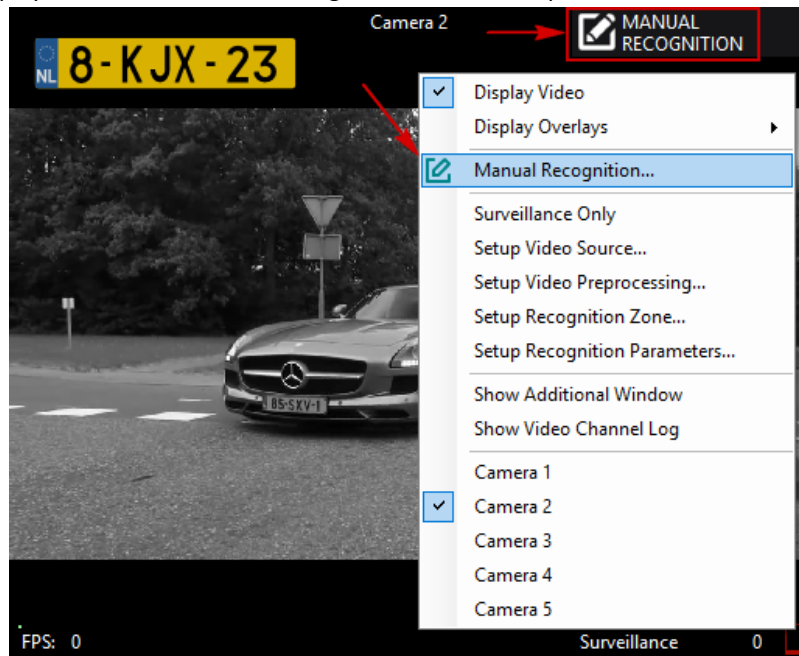 Camera 2
MANUAL
RECOGNITION
NL 8-KJX-23
Display Video
Display Overlays
Manual Recognition...
Surveillance Only
Setup Video Source...
Setup Video Preprocessing...
Setup Recognition Zone...
Setup Recognition Parameters...
85-SXV-1
Show Additional Window
Show Video Channel Log
Camera 1
Camera 2
Camera 3
Camera 4
Camera 5
FPS: 0
Surveillance 0